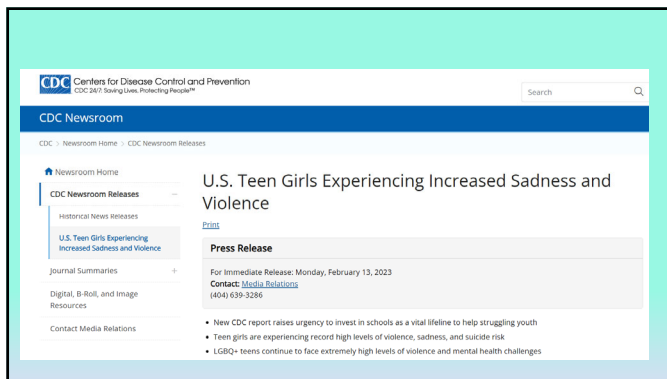 CDC Centers for Disease Control and Prevention
CDC 24/7: Saving Lives, Protecting People™
Search
CDC Newsroom
CDC > Newsroom Home > CDC Newsroom Releases
Newsroom Home
CDC Newsroom Releases −
Historical News Releases
U.S. Teen Girls Experiencing
Increased Sadness and Violence
Journal Summaries +
Digital, B-Roll, and Image
Resources
Contact Media Relations
U.S. Teen Girls Experiencing Increased Sadness and
Violence
Print
Press Release
For Immediate Release: Monday, February 13, 2023
Contact: Media Relations
(404) 639-3286
• New CDC report raises urgency to invest in schools as a vital lifeline to help struggling youth
• Teen girls are experiencing record high levels of violence, sadness, and suicide risk
• LGBQ+ teens continue to face extremely high levels of violence and mental health challenges